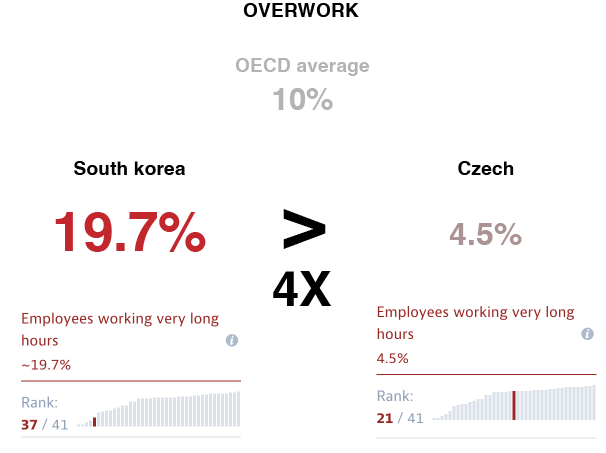 OVERWORK
OECD average
10%
South korea
Czech
19.7%
>
4.5%
4X
Employees working very long
hours
i
~19.7%
Rank:
37 / 41
Employees working very long
hours
i
4.5%
Rank:
21 / 41